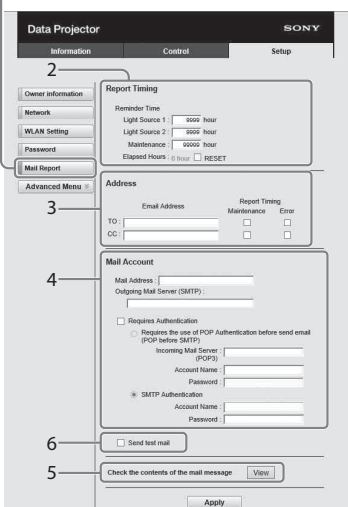 Data Projector
SONY
Information
Control
Setup
2
Owner information
Network
WLAN Setting
Password
Mail Report
Advanced Menu
Report Timing
Reminder Time
Light Source 1 : 9999 hour
Light Source 2 : 9999 hour
Maintenance : 99999 hour
Elapsed Hours : 0 hour RESET
3
Address
Email Address
Report Timing
Maintenance Error
TO :
CC :
4
Mail Account
Mail Address :
Outgoing Mail Server (SMTP) :
Requires Authentication
Requires the use of POP Authentication before send email
(POP before SMTP)
Incoming Mail Server :
(POP3)
Account Name :
Password :
SMTP Authentication
Account Name :
Password :
6
Send test mail
5
Check the contents of the mail message View
Apply